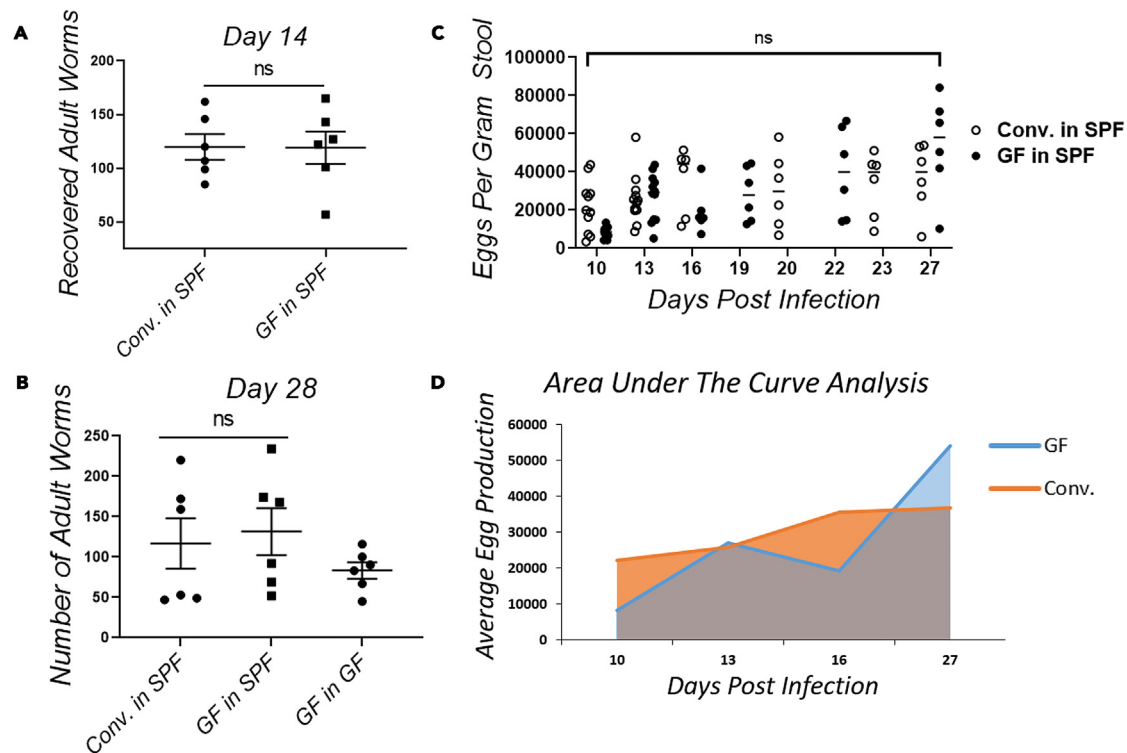 A
Day 14
ns
Recovered Adult Worms
200
150
100
50
Conv. in SPF
GF in SPF
B
Day 28
ns
Number of Adult Worms
250
200
150
100
50
0
Conv. in SPF
GF in SPF
GF in GF
C
ns
Eggs Per Gram Stool
100000
80000
60000
40000
20000
0
10 13 16 19 20 22 23 27
Days Post Infection
Conv. in SPF
GF in SPF
D
Area Under The Curve Analysis
Average Egg Production
60000
50000
40000
30000
20000
10000
0
10 13 16 27
Days Post Infection
GF
Conv.